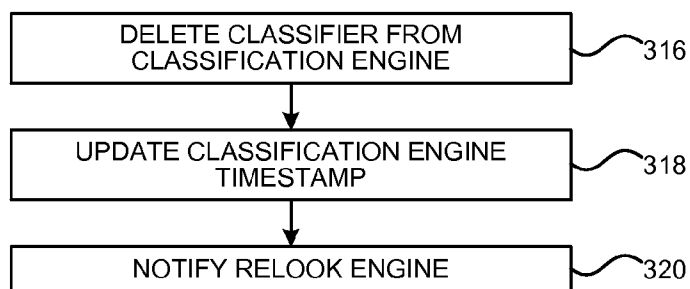 DELETE CLASSIFIER FROM
CLASSIFICATION ENGINE
316
UPDATE CLASSIFICATION ENGINE
TIMESTAMP
318
NOTIFY RELOOK ENGINE
320